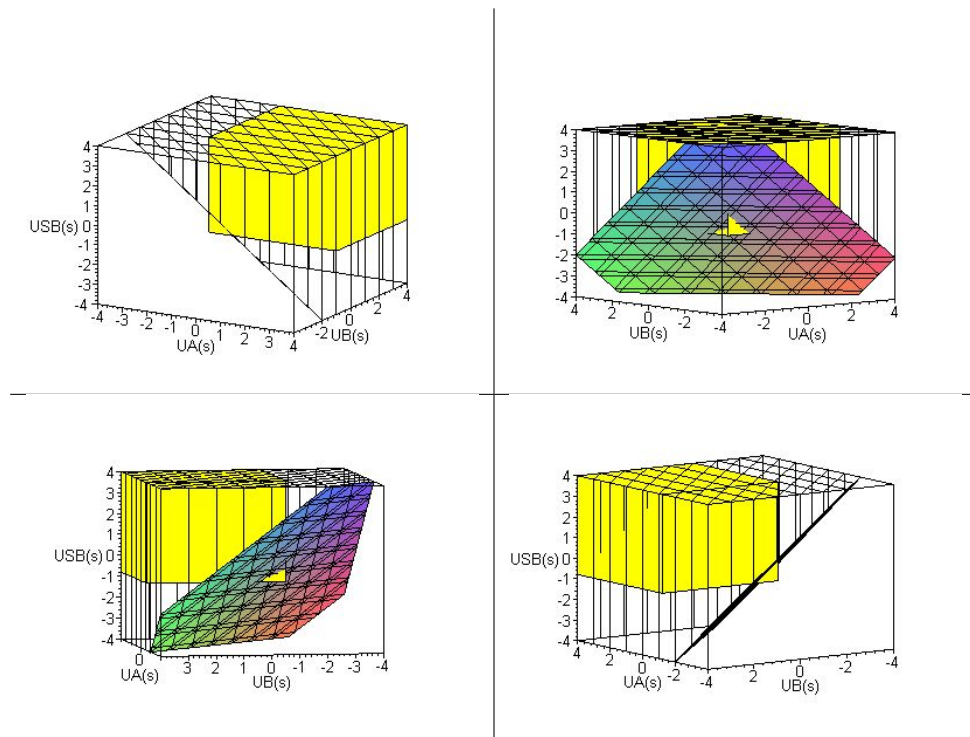 4
3
2
1
USB(s) 0
-1
-2
-3
-4
-4 -3 -2 -1 0 1 2 3 4
UA(s)
-2 0 2 4
UB(s)
4
3
2
1
0
-1
-2
-3
-4
2 0 -2 -4 0 2 4
UB(s) UA(s)
4
3
2
1
USB(s) 0
-1
-2
-3
-4
0 3 2 1 0 -1 -2 -3 -4
UA(s) UB(s)
4
3
2
1
USB(s) 0
-1
-2
-3
-4
4 2 0 -2 -4 2 0 -2 -4
UA(s) UB(s)